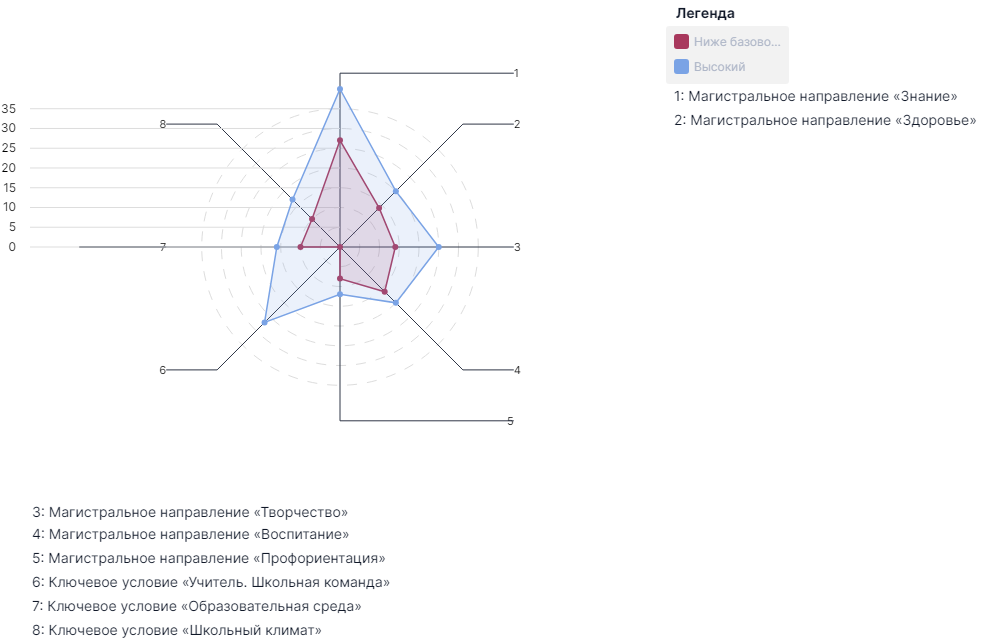 Легенда
Ниже базово...
Высокий
1: Магистральное направление «Знание»
2: Магистральное направление «Здоровье»
1
2
3
4
5
6
7
8
35
30
25
20
15
10
5
0
3: Магистральное направление «Творчество»
4: Магистральное направление «Воспитание»
5: Магистральное направление «Профориентация»
6: Ключевое условие «Учитель. Школьная команда»
7: Ключевое условие «Образовательная среда»
8: Ключевое условие «Школьный климат»